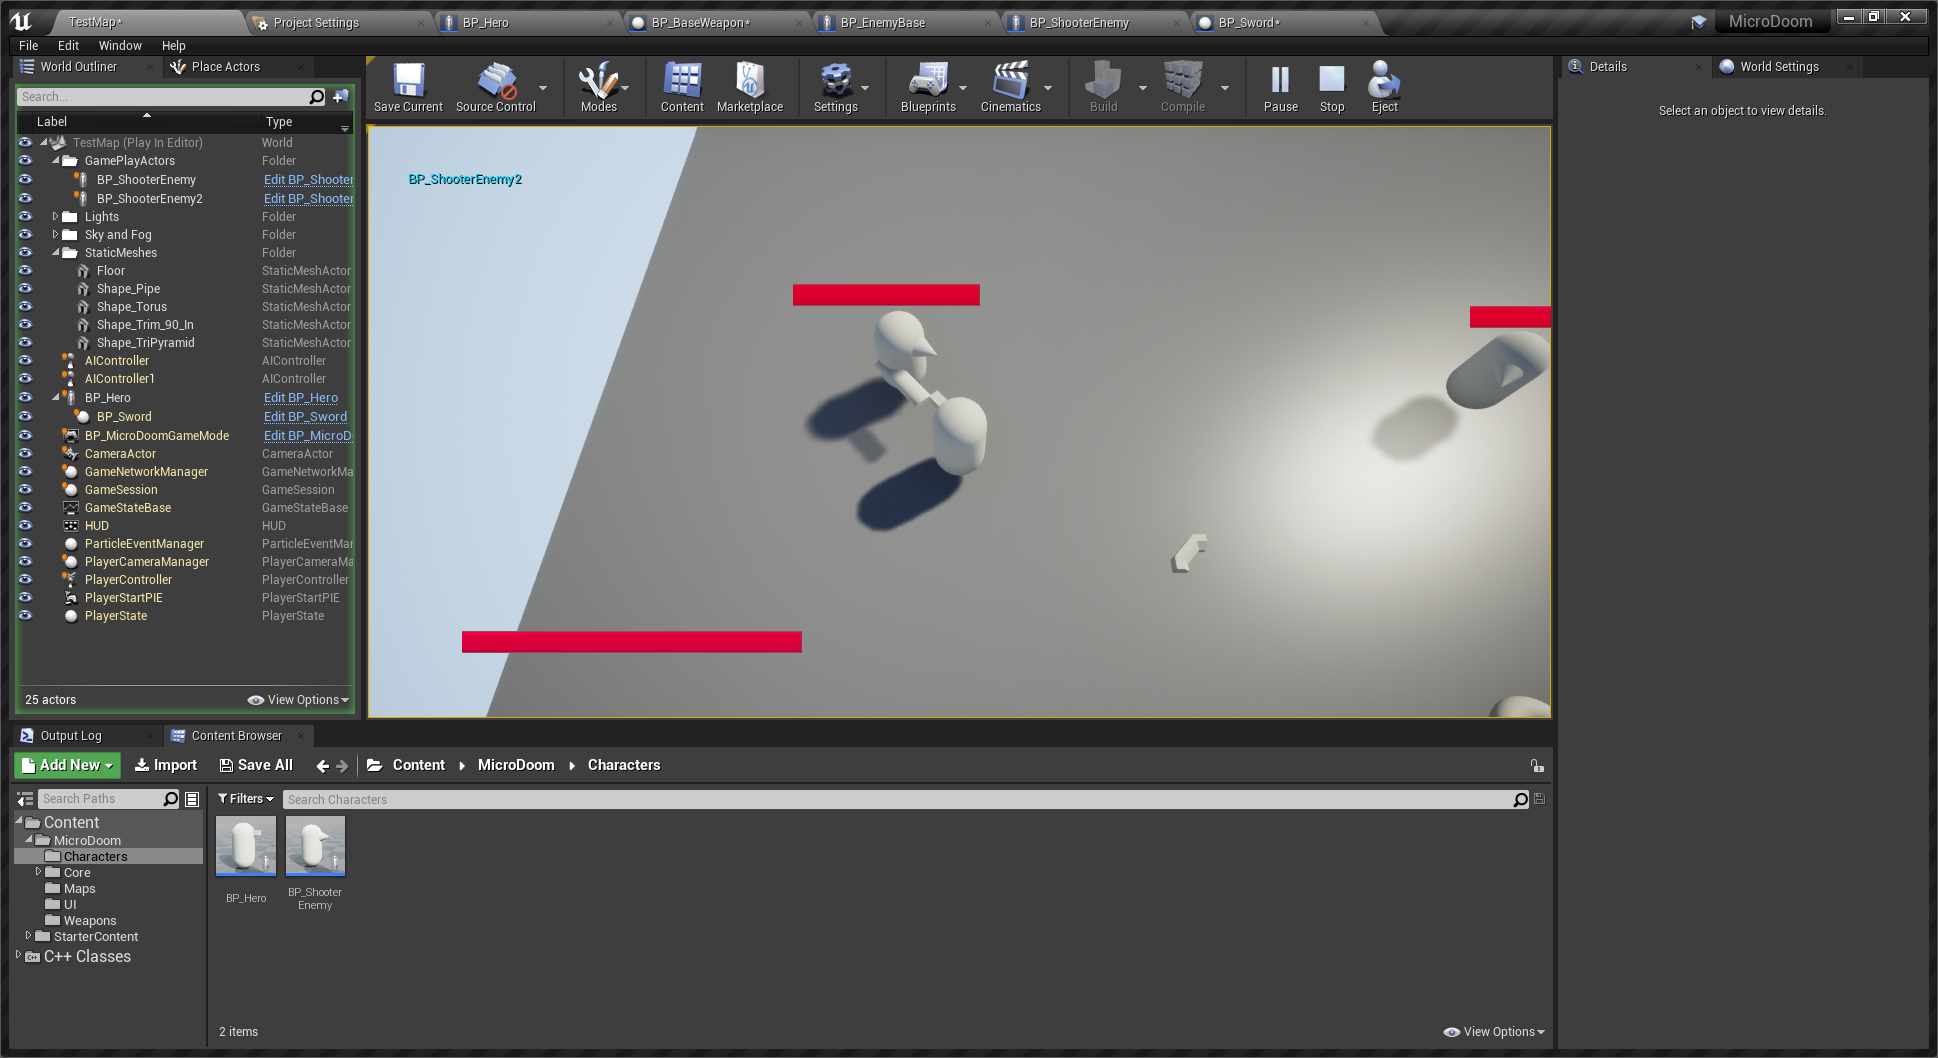 TestMap*
Project Settings
BP_Hero
BP_BaseWeapon*
BP_EnemyBase
BP_ShooterEnemy
BP_Sword*
MicroDoom
File Edit Window Help
World Outliner
Place Actors
Search...
Label Type
TestMap (Play In Editor) World
GamePlayActors Folder
BP_ShooterEnemy Edit BP_Shooter
BP_ShooterEnemy2 Edit BP_Shooter
Lights Folder
Sky and Fog Folder
StaticMeshes Folder
Floor StaticMeshActor
Shape_Pipe StaticMeshActor
Shape_Torus StaticMeshActor
Shape_Trim_90_In StaticMeshActor
Shape_TriPyramid StaticMeshActor
AIController AIController
AIController1 AIController
BP_Hero Edit BP_Hero
BP_Sword Edit BP_Sword
BP_MicroDoomGameMode Edit BP_MicroD
CameraActor CameraActor
GameNetworkManager GameNetworkMa
GameSession GameSession
GameStateBase GameStateBase
HUD HUD
ParticleEventManager ParticleEventMar
PlayerCameraManager PlayerCameraMa
PlayerController PlayerController
PlayerStartPIE PlayerStartPIE
PlayerState PlayerState
25 actors
View Options
Save Current
Source Control
Modes
Content
Marketplace
Settings
Blueprints
Cinematics
Build
Compile
Pause
Stop
Eject
BP_ShooterEnemy2
Details
World Settings
Select an object to view details.
Output Log
Content Browser
Add New
Import
Save All
Content
MicroDoom
Characters
Search Paths
Content
MicroDoom
Characters
Core
Maps
UI
Weapons
StarterContent
C++ Classes
Filters
Search Characters
BP_Hero
BP_Shooter
Enemy
2 items
View Options